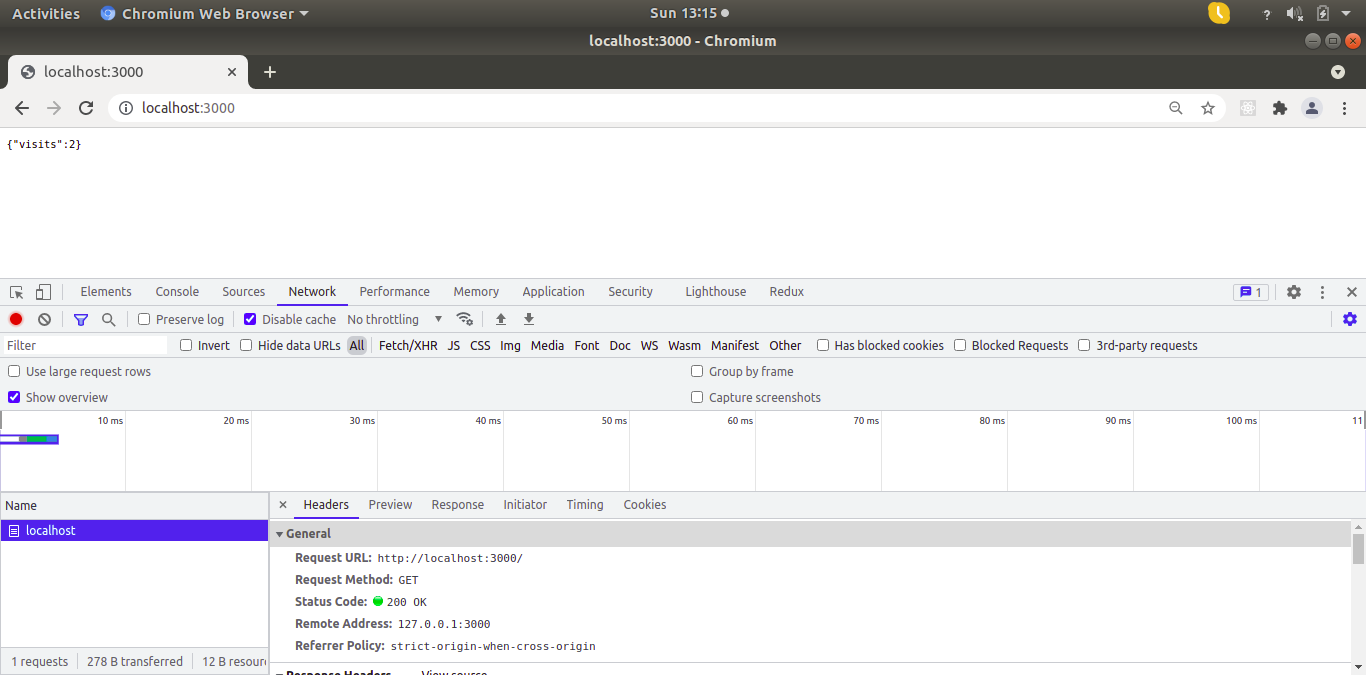 Activities Chromium Web Browser Sun 13:15
localhost:3000 - Chromium
localhost:3000
localhost:3000
{"visits":2}
Elements Console Sources Network Performance Memory Application Security Lighthouse Redux 1
Preserve log Disable cache No throttling
Filter Invert Hide data URLs All Fetch/XHR JS CSS Img Media Font Doc WS Wasm Manifest Other Has blocked cookies Blocked Requests 3rd-party requests
Use large request rows Group by frame
Show overview Capture screenshots
10 ms 20 ms 30 ms 40 ms 50 ms 60 ms 70 ms 80 ms 90 ms 100 ms 11
Name × Headers Preview Response Initiator Timing Cookies
localhost
General
Request URL: http://localhost:3000/
Request Method: GET
Status Code: 200 OK
Remote Address: 127.0.0.1:3000
Referrer Policy: strict-origin-when-cross-origin
1 requests 278 B transferred 12 B resour
Response Headers View source